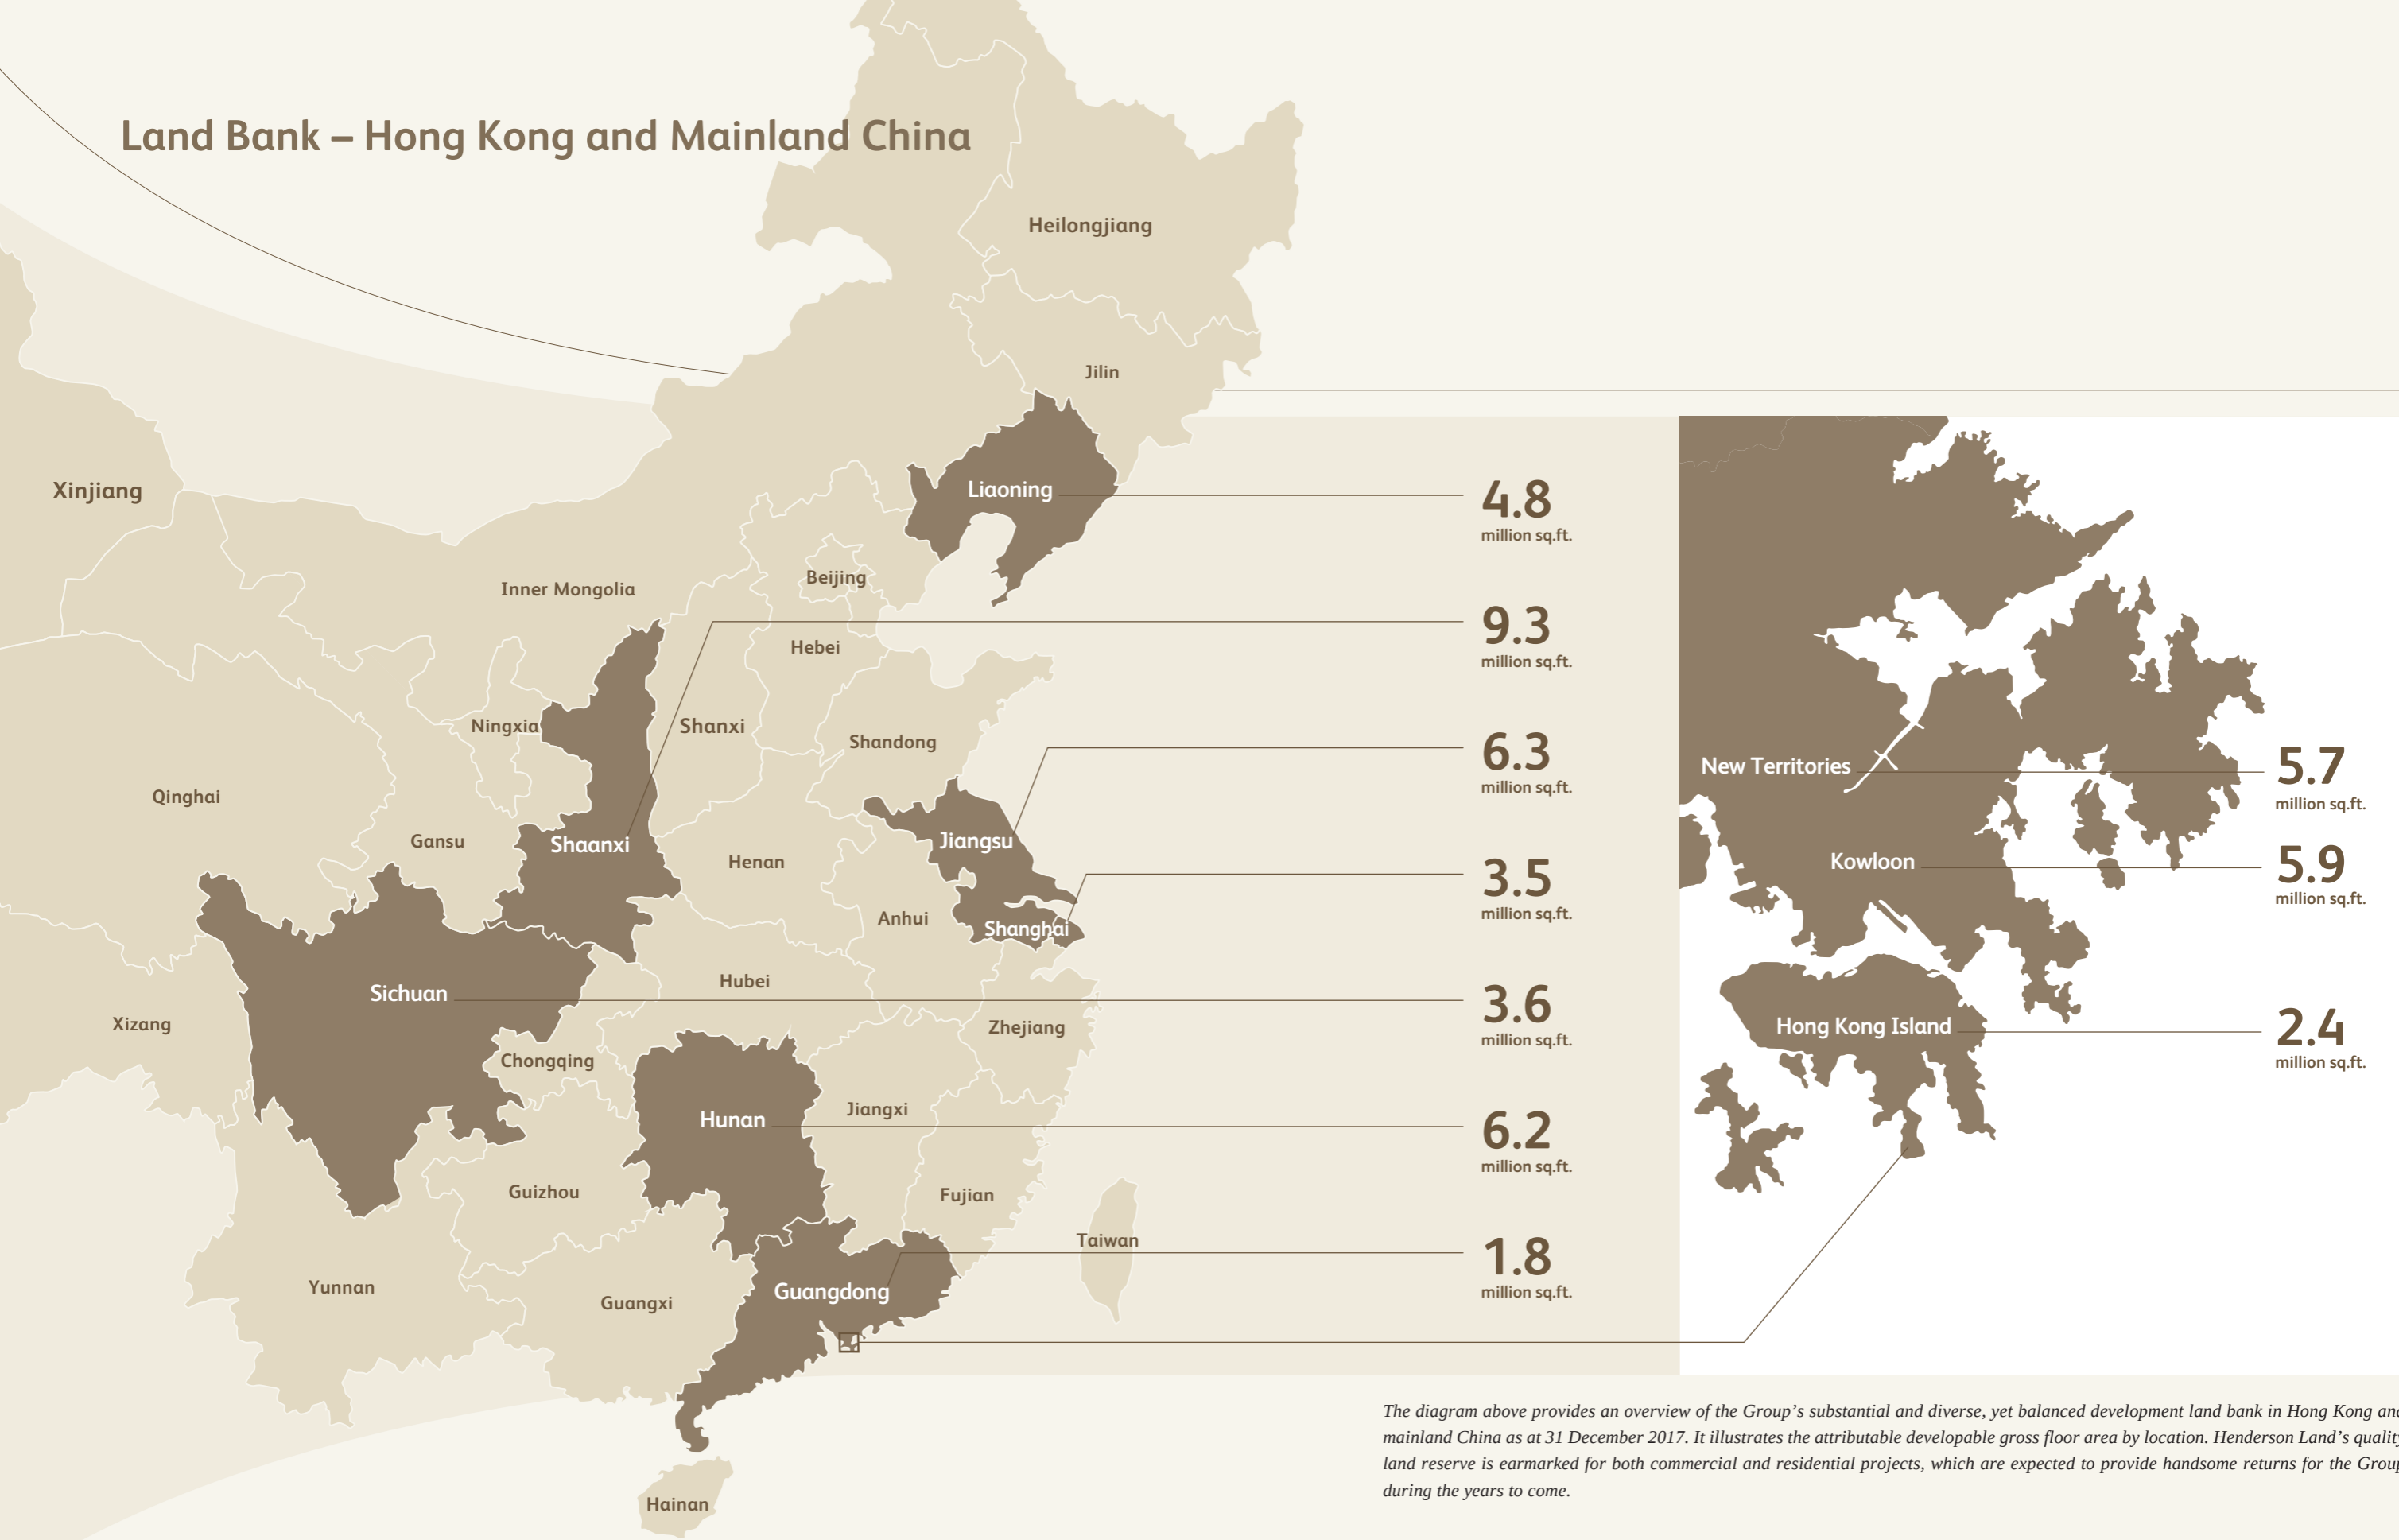 Land Bank – Hong Kong and Mainland China
Heilongjiang
Jilin
Xinjiang
Liaoning
4.8
million sq.ft.
Inner Mongolia
Beijing
9.3
million sq.ft.
Hebei
Ningxia
Shanxi
Shandong
6.3
million sq.ft.
Qinghai
Gansu
Shaanxi
Jiangsu
Henan
3.5
million sq.ft.
Anhui
Shanghai
Sichuan
Hubei
3.6
million sq.ft.
Xizang
Zhejiang
Chongqing
Hunan
Jiangxi
6.2
million sq.ft.
Guizhou
Fujian
Taiwan
1.8
million sq.ft.
Yunnan
Guangxi
Guangdong
Hainan
New Territories
5.7
million sq.ft.
Kowloon
5.9
million sq.ft.
Hong Kong Island
2.4
million sq.ft.
The diagram above provides an overview of the Group’s substantial and diverse, yet balanced development land bank in Hong Kong and
mainland China as at 31 December 2017. It illustrates the attributable developable gross floor area by location. Henderson Land’s quality
land reserve is earmarked for both commercial and residential projects, which are expected to provide handsome returns for the Group
during the years to come.